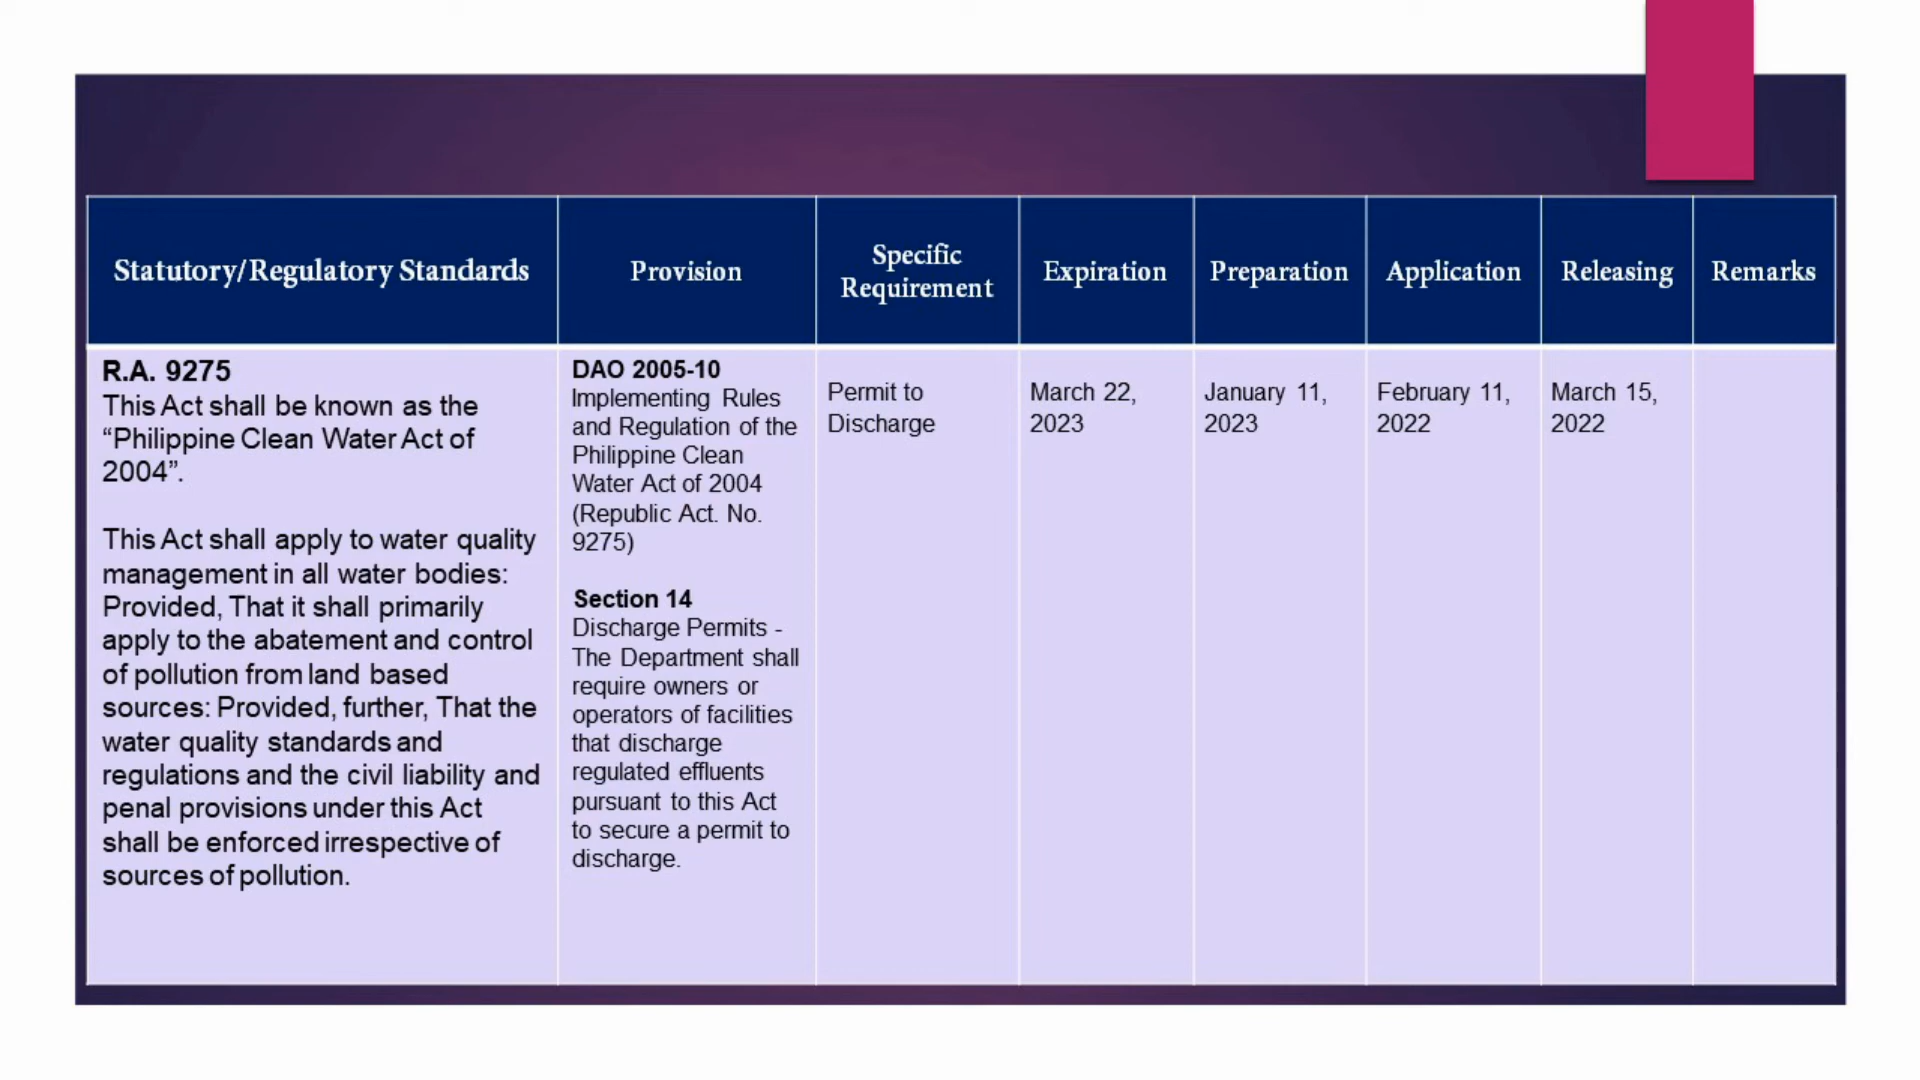 Statutory/Regulatory Standards
Provision
Specific
Requirement
Expiration
Preparation
Application
Releasing
Remarks
R.A. 9275
This Act shall be known as the
“Philippine Clean Water Act of
2004”.
This Act shall apply to water quality
management in all water bodies:
Provided, That it shall primarily
apply to the abatement and control
of pollution from land based
sources: Provided, further, That the
water quality standards and
regulations and the civil liability and
penal provisions under this Act
shall be enforced irrespective of
sources of pollution.
DAO 2005-10
Implementing Rules
and Regulation of the
Philippine Clean
Water Act of 2004
(Republic Act. No.
9275)
Section 14
Discharge Permits -
The Department shall
require owners or
operators of facilities
that discharge
regulated effluents
pursuant to this Act
to secure a permit to
discharge.
Permit to
Discharge
March 22,
2023
January 11,
2023
February 11,
2022
March 15,
2022